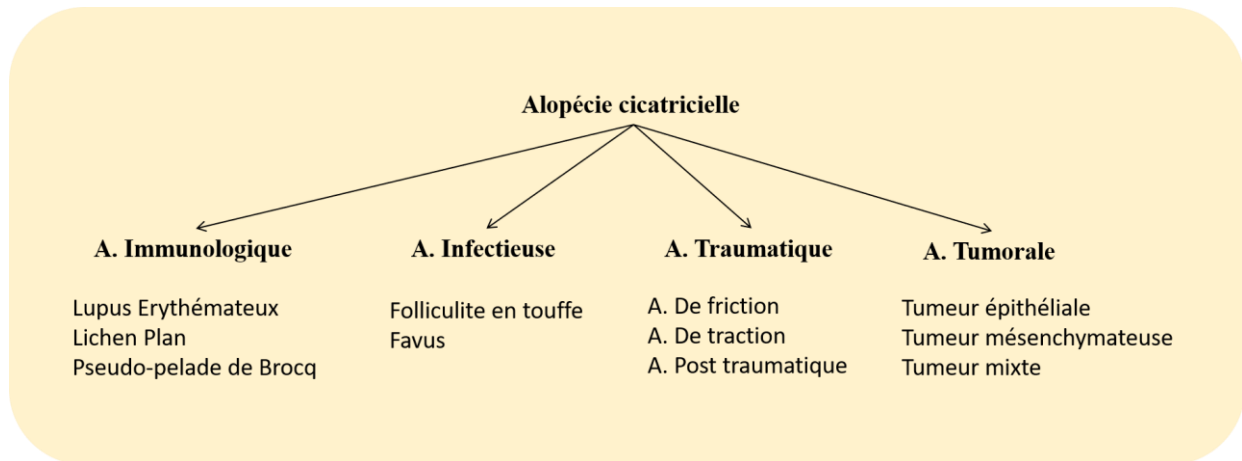 Alopécie cicatricielle
A. Immunologique
Lupus Erythémateux
Lichen Plan
Pseudo-pelade de Brocq
A. Infectieuse
Folliculite en touffe
Favus
A. Traumatique
A. De friction
A. De traction
A. Post traumatique
A. Tumorale
Tumeur épithéliale
Tumeur mésenchymateuse
Tumeur mixte